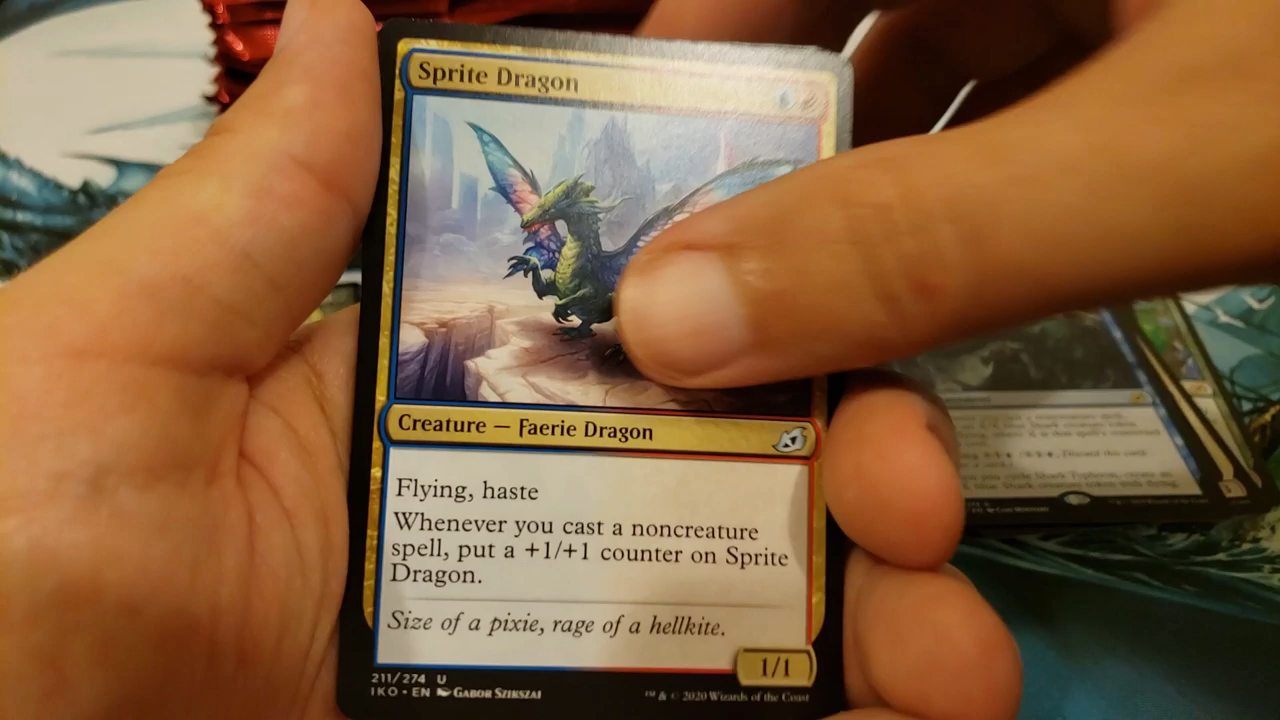 Sprite Dragon
Creature — Faerie Dragon
Flying, haste
Whenever you cast a noncreature
spell, put a +1/+1 counter on Sprite
Dragon.
Size of a pixie, rage of a hellkite.
1/1
211/274 U
IKO • EN Gabor Szikszai
™ & © 2020 Wizards of the Coast